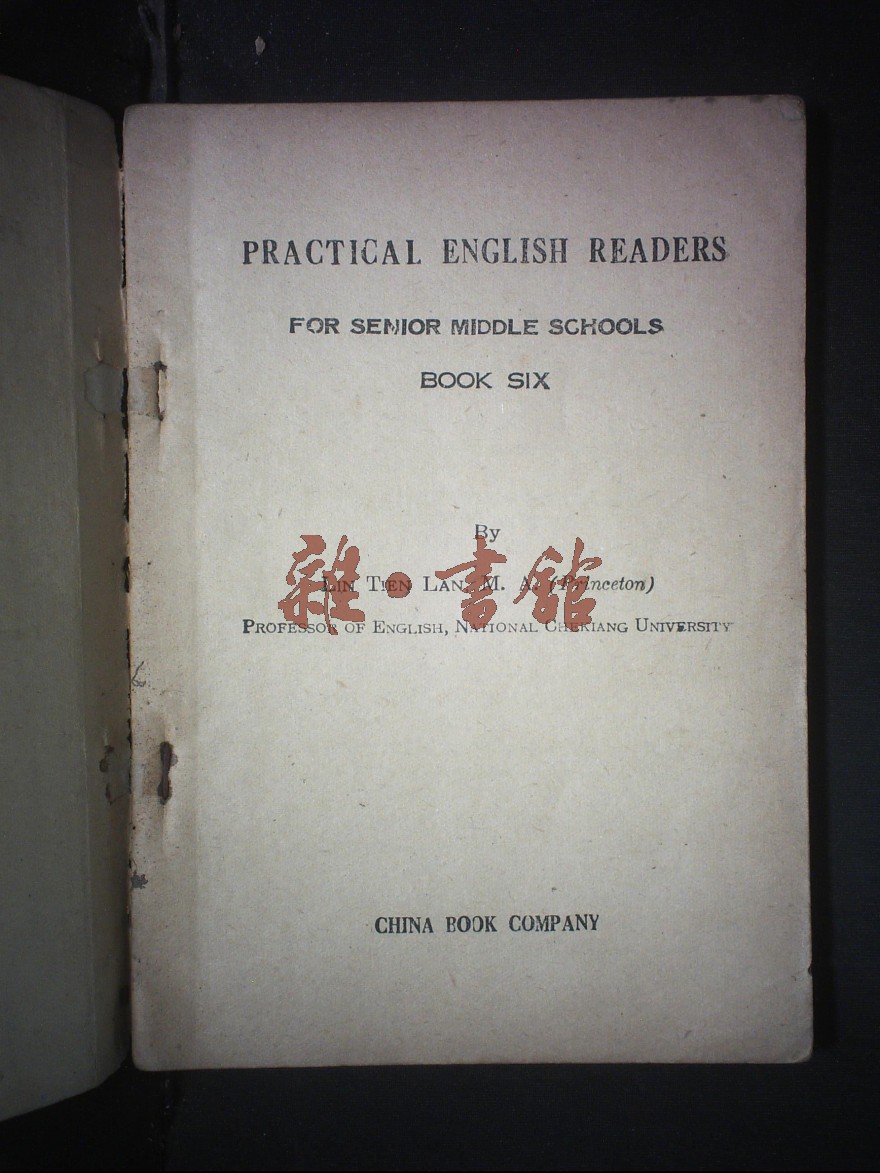 PRACTICAL ENGLISH READERS
FOR SENIOR MIDDLE SCHOOLS
BOOK SIX
By
LIN TIEN LAN, M. A. (Princeton)
雜·書館
PROFESSOR OF ENGLISH, NATIONAL CHEKIANG UNIVERSITY
CHINA BOOK COMPANY